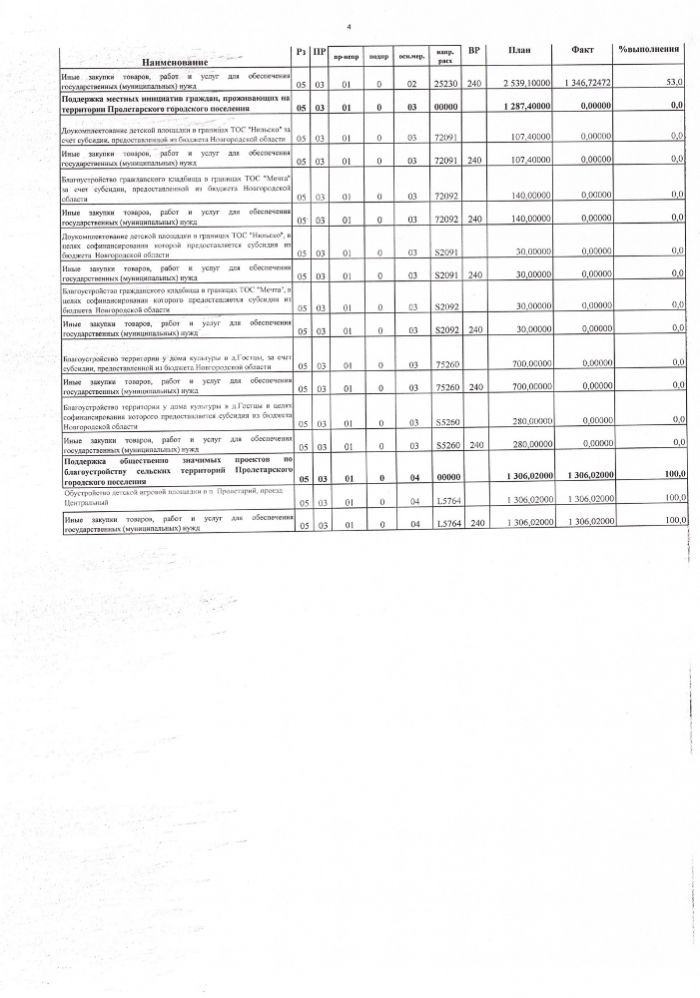 4
Наименование Рз ПР пр-непр подпр осн.мер. напр. расх ВР План Факт %выполнения
Иные закупки товаров, работ и услуг для обеспечения
государственных (муниципальных) нужд 05 03 01 0 02 25230 240 2 539,10000 1 346,72472 53,0
Поддержка местных инициатив граждан, проживающих на
территории Пролетарского городского поселения 05 03 01 0 03 00000 1 287,40000 0,00000 0,0
Доукомплектование детской площадки в границах ТОС "Нильско" за
счет субсидии, предоставленной из бюджета Новгородской области 05 03 01 0 03 72091 107,40000 0,00000 0,0
Иные закупки товаров, работ и услуг для обеспечения
государственных (муниципальных) нужд 05 03 01 0 03 72091 240 107,40000 0,00000 0,0
Благоустройство гражданского кладбища в границах ТОС "Мечта"
за счет субсидии, предоставленной из бюджета Новгородской
области 05 03 01 0 03 72092 140,00000 0,00000 0,0
Иные закупки товаров, работ и услуг для обеспечения
государственных (муниципальных) нужд 05 03 01 0 03 72092 240 140,00000 0,00000 0,0
Доукомплектование детской площадки в границах ТОС "Нильско", в
целях софинансирования которой предоставляется субсидия из
бюджета Новгородской области 05 03 01 0 03 S2091 30,00000 0,00000 0,0
Иные закупки товаров, работ и услуг для обеспечения
государственных (муниципальных) нужд 05 03 01 0 03 S2091 240 30,00000 0,00000 0,0
Благоустройство гражданского кладбища в границах ТОС "Мечта", в
целях софинансирования которого предоставляется субсидия из
бюджета Новгородской области 05 03 01 0 03 S2092 30,00000 0,00000 0,0
Иные закупки товаров, работ и услуг для обеспечения
государственных (муниципальных) нужд 05 03 01 0 03 S2092 240 30,00000 0,00000 0,0
Благоустройство территории у дома культуры в д.Гостцы, за счет
субсидии, предоставленной из бюджета Новгородской области 05 03 01 0 03 75260 700,00000 0,00000 0,0
Иные закупки товаров, работ и услуг для обеспечения
государственных (муниципальных) нужд 05 03 01 0 03 75260 240 700,00000 0,00000 0,0
Благоустройство территории у дома культуры в д.Гостцы в целях
софинансирования которого предоставляется субсидия из бюджета
Новгородской области 05 03 01 0 03 S5260 280,00000 0,00000 0,0
Иные закупки товаров, работ и услуг для обеспечения
государственных (муниципальных) нужд 05 03 01 0 03 S5260 240 280,00000 0,00000 0,0
Поддержка общественно значимых проектов по
благоустройству сельских территорий Пролетарского
городского поселения 05 03 01 0 04 00000 1 306,02000 1 306,02000 100,0
Обустройство детской игровой площадки в п. Пролетарий, проезд
Центральный 05 03 01 0 04 L5764 1 306,02000 1 306,02000 100,0
Иные закупки товаров, работ и услуг для обеспечения
государственных (муниципальных) нужд 05 03 01 0 04 L5764 240 1 306,02000 1 306,02000 100,0